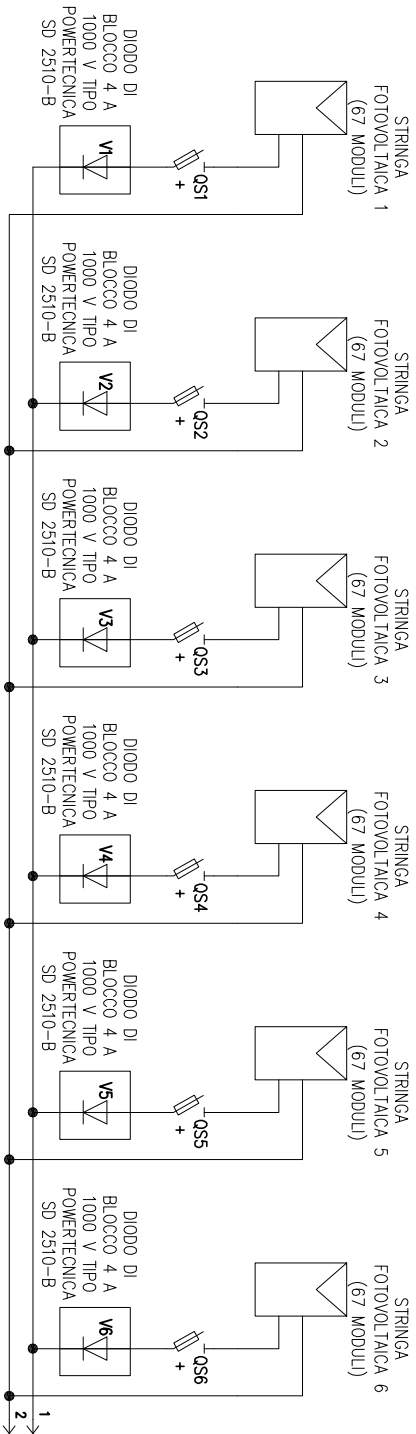 STRINGA
FOTOVOLTAICA 1
(67 MODULI)
QS1
+
V1
DIODO DI
BLOCCO 4 A
1000 V TIPO
POWERTECNICA
SD 2510-B
STRINGA
FOTOVOLTAICA 2
(67 MODULI)
QS2
+
V2
DIODO DI
BLOCCO 4 A
1000 V TIPO
POWERTECNICA
SD 2510-B
STRINGA
FOTOVOLTAICA 3
(67 MODULI)
QS3
+
V3
DIODO DI
BLOCCO 4 A
1000 V TIPO
POWERTECNICA
SD 2510-B
STRINGA
FOTOVOLTAICA 4
(67 MODULI)
QS4
+
V4
DIODO DI
BLOCCO 4 A
1000 V TIPO
POWERTECNICA
SD 2510-B
STRINGA
FOTOVOLTAICA 5
(67 MODULI)
QS5
+
V5
DIODO DI
BLOCCO 4 A
1000 V TIPO
POWERTECNICA
SD 2510-B
STRINGA
FOTOVOLTAICA 6
(67 MODULI)
QS6
+
V6
DIODO DI
BLOCCO 4 A
1000 V TIPO
POWERTECNICA
SD 2510-B
1
2